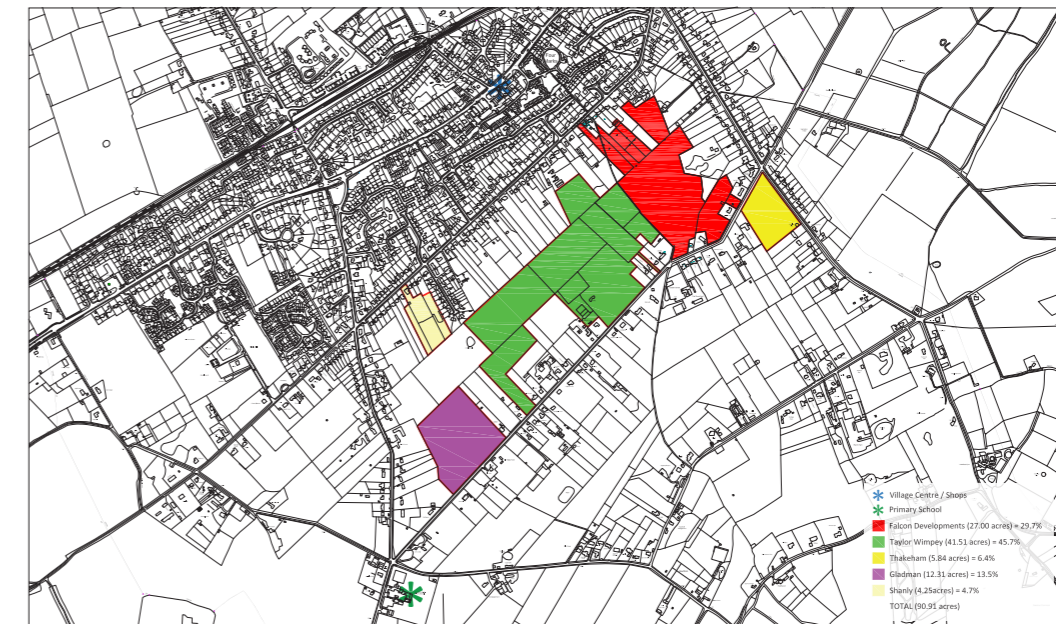 Four
Marks
Village Centre / Shops
Primary School
Falcon Developments (27.00 acres) = 29.7%
Taylor Wimpey (41.51 acres) = 45.7%
Thakeham (5.84 acres) = 6.4%
Gladman (12.31 acres) = 13.5%
Shanly (4.25acres) = 4.7%
TOTAL (90.91 acres)